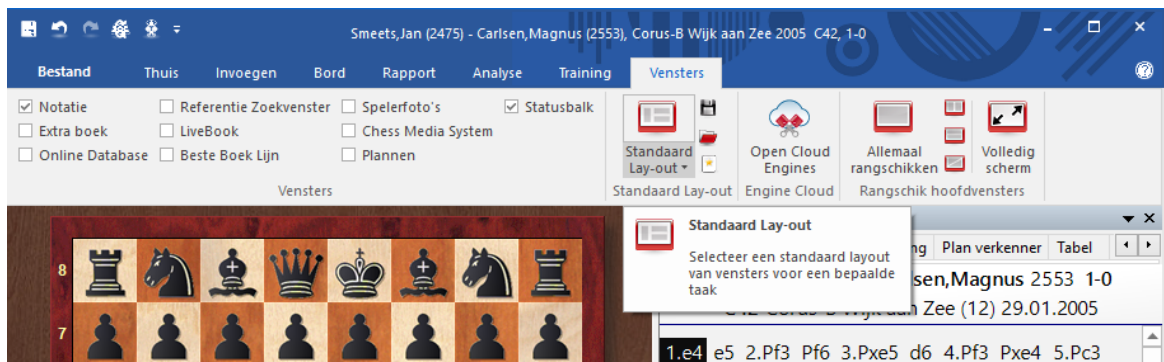 Smeets,Jan (2475) - Carlsen,Magnus (2553), Corus-B Wijk aan Zee 2005 C42, 1-0
Bestand Thuis Invoegen Bord Rapport Analyse Training Vensters
Notatie Referentie Zoekvenster Spelerfoto's Statusbalk
Extra boek LiveBook Chess Media System
Online Database Beste Boek Lijn Plannen
Standaard Lay-out Open Cloud Engines Allemaal rangschikken Volledig scherm
Vensters Standaard Lay-out Engine Cloud Rangschik hoofdvensters
Standaard Lay-out
Selecteer een standaard layout
van vensters voor een bepaalde
taak
ng Plan verkenner Tabel
sen,Magnus 2553 1-0
C42 Corus-B Wijk aan Zee (12) 29.01.2005
1.e4 e5 2.Pf3 Pf6 3.Pxe5 d6 4.Pf3 Pxe4 5.Pc3
8
7